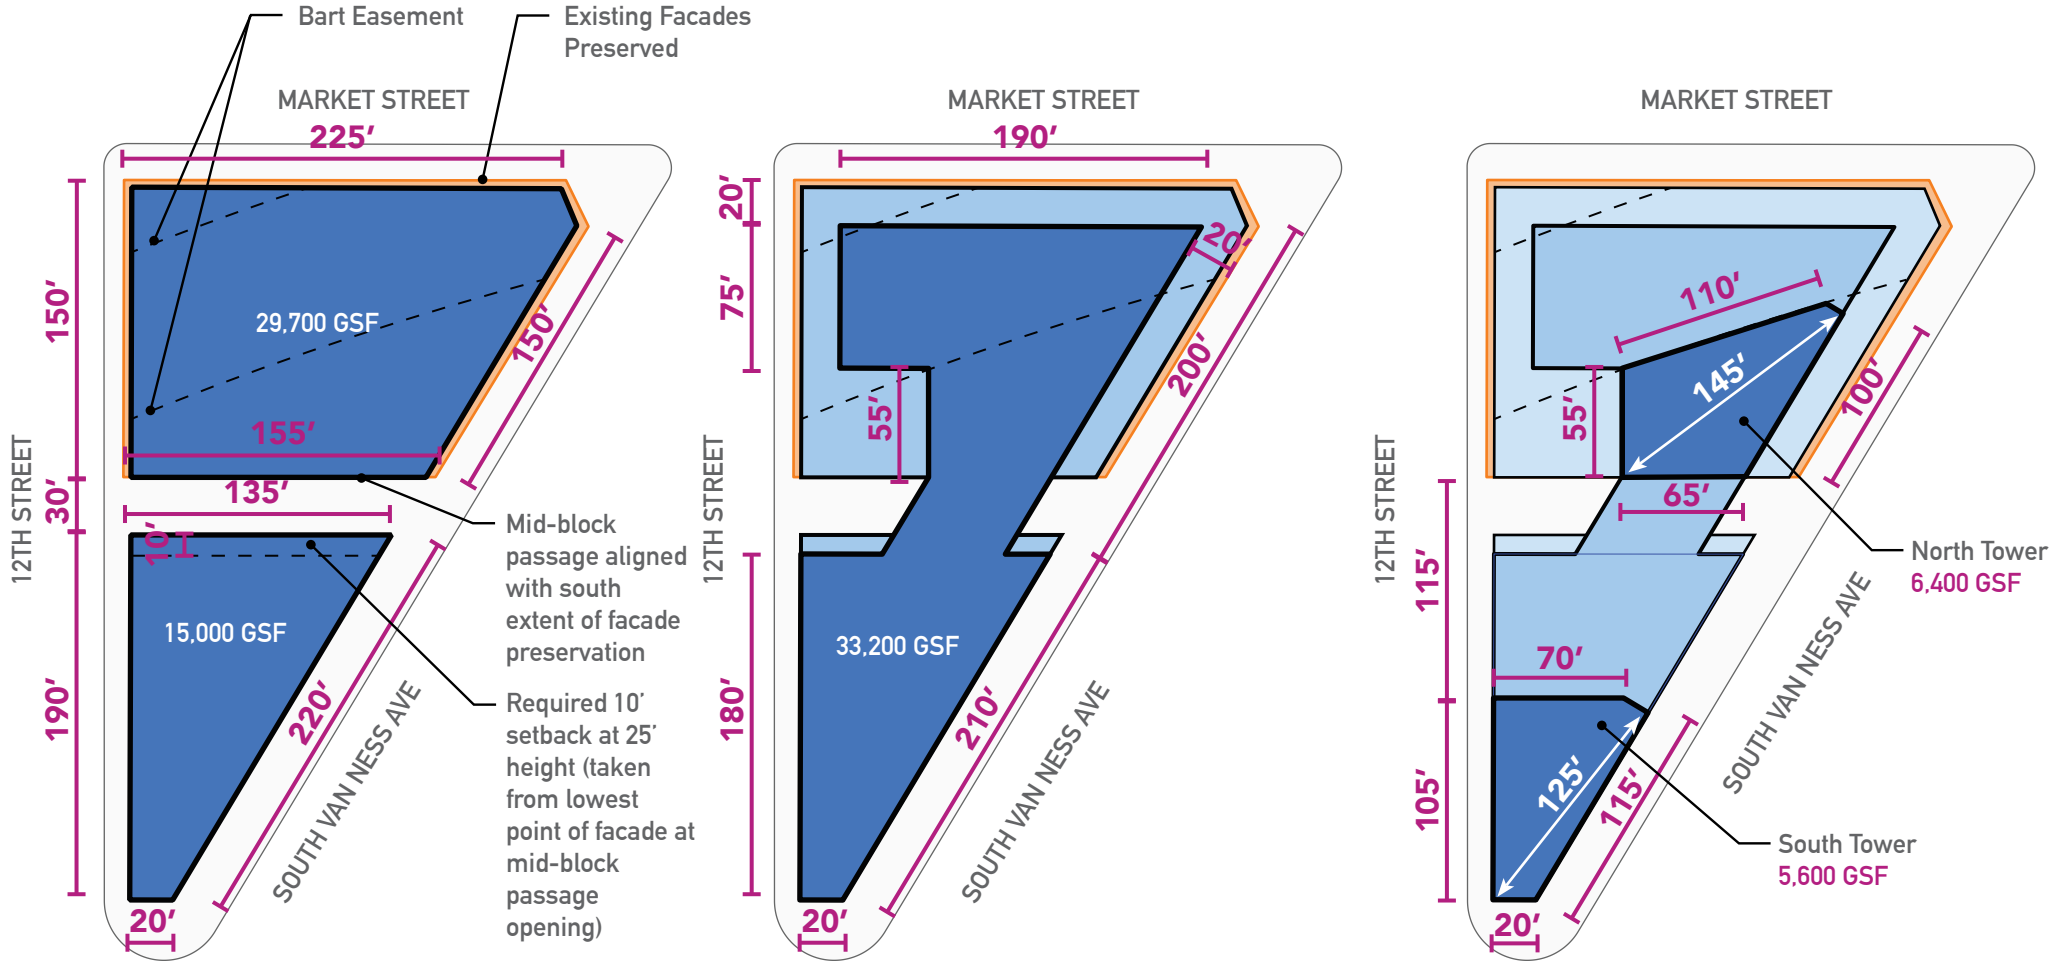 Bart Easement
Existing Facades
Preserved
MARKET STREET
225’
150’
29,700 GSF
150’
155’
12TH STREET
30’
135’
10’
Mid-block
passage aligned
with south
extent of facade
preservation
15,000 GSF
190’
220’
SOUTH VAN NESS AVE
Required 10’
setback at 25’
height (taken
from lowest
point of facade at
mid-block
passage
opening)
20’
MARKET STREET
190’
20’
20’
75’
200’
55’
12TH STREET
33,200 GSF
180’
210’
SOUTH VAN NESS AVE
20’
MARKET STREET
110’
145’
100’
55’
12TH STREET
65’
North Tower
6,400 GSF
115’
70’
SOUTH VAN NESS AVE
125’
115’
105’
South Tower
5,600 GSF
20’